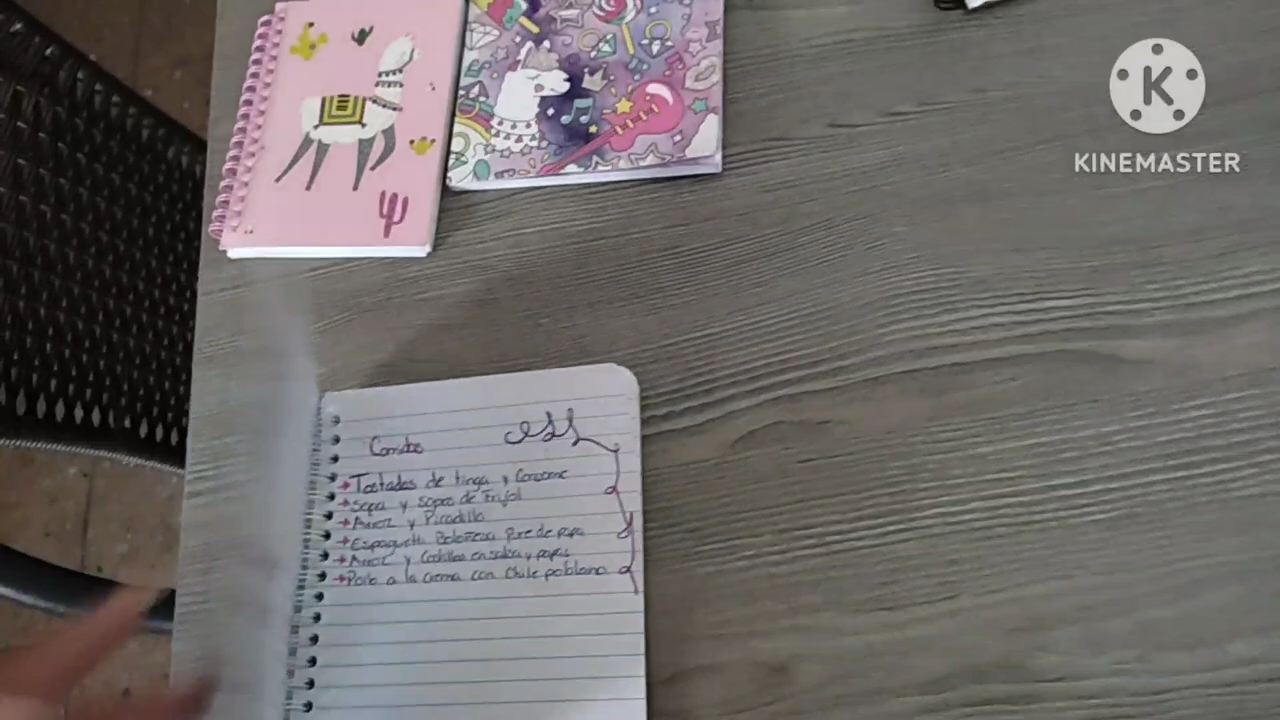 K
KINEMASTER
Comidas
Tostadas de tinga y Consome
Sopa y Sopes de Frijol
Arroz y Picadillo
Espagueti Boloñesa Pure de papa
Arroz y Costillas en salsa y papas
Pollo a la crema con Chile poblano